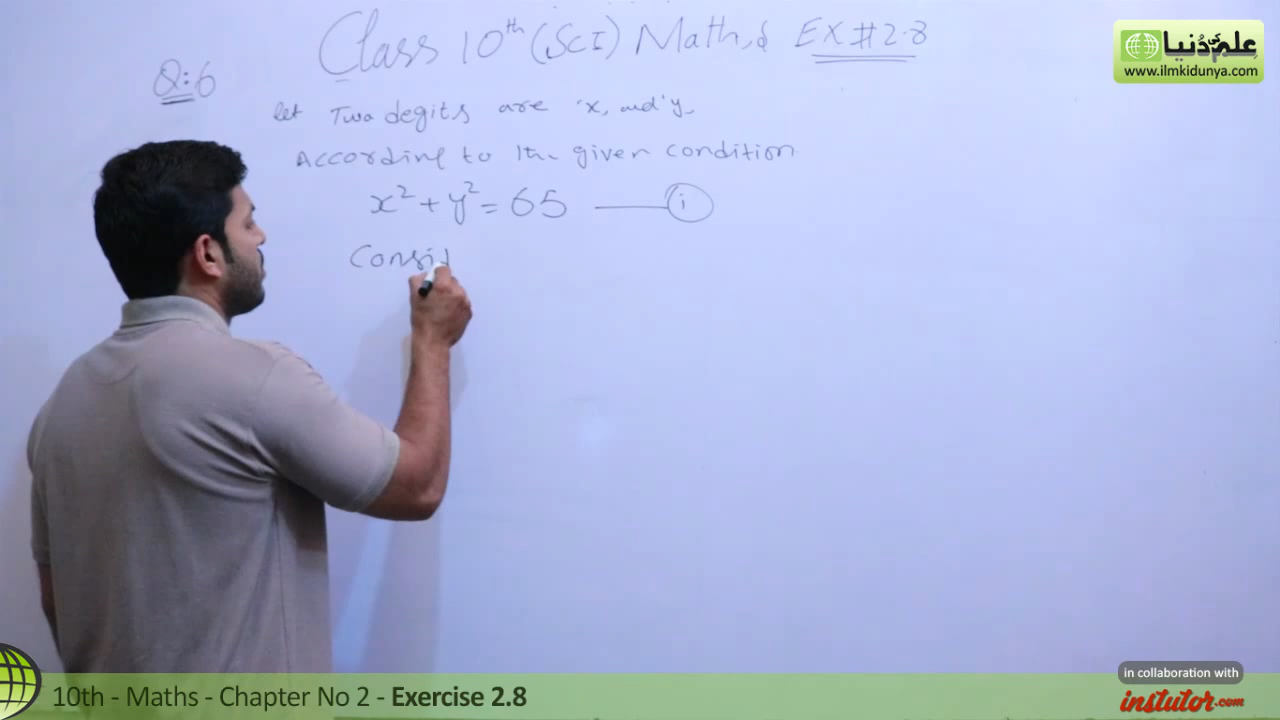 Class 10th (SCI) Math, d EX # 2.8
Q:6
let Two degits are 'x, and 'y,
According to the given condition
x² + y² = 65 —— (i)
Consid
علم کی دُنیا
www.ilmkidunya.com
in collaboration with
instutor.com
10th - Maths - Chapter No 2 - Exercise 2.8